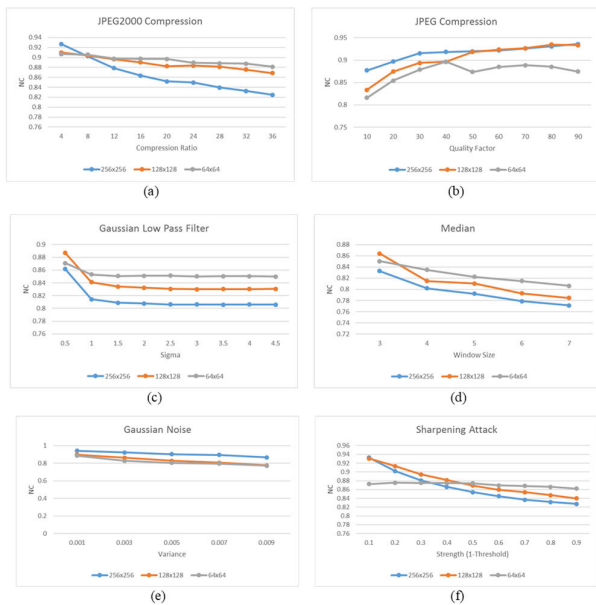 JPEG2000 Compression
0.94
0.92
0.9
0.88
0.86
0.84
0.82
0.8
0.78
0.76
NC
4 8 12 16 20 24 28 32 36
Compression Ratio
256x256 128x128 64x64
(a)
JPEG Compression
0.95
0.9
0.85
0.8
0.75
NC
10 20 30 40 50 60 70 80 90
Quality Factor
256x256 128x128 64x64
(b)
Gaussian Low Pass Filter
0.9
0.88
0.86
0.84
0.82
0.8
0.78
0.76
NC
0.5 1 1.5 2 2.5 3 3.5 4 4.5
Sigma
256x256 128x128 64x64
(c)
Median
0.88
0.86
0.84
0.82
0.8
0.78
0.76
0.74
0.72
NC
3 4 5 6 7
Window Size
256x256 128x128 64x64
(d)
Gaussian Noise
1
0.8
0.6
0.4
0.2
0
NC
0.001 0.003 0.005 0.007 0.009
Variance
256x256 128x128 64x64
(e)
Sharpening Attack
0.96
0.94
0.92
0.9
0.88
0.86
0.84
0.82
0.8
0.78
0.76
NC
0.1 0.2 0.3 0.4 0.5 0.6 0.7 0.8 0.9
Strength (1-Threshold)
256x256 128x128 64x64
(f)